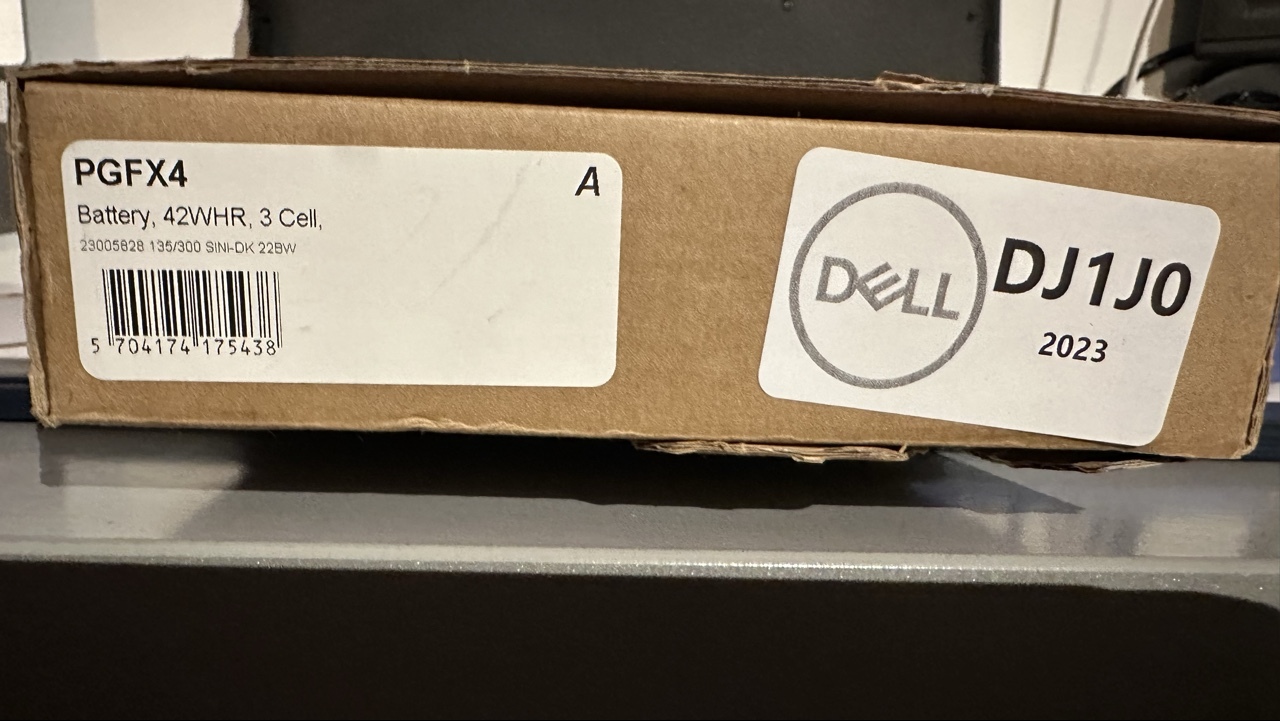 PGFX4
A
Battery, 42WHR, 3 Cell,
23005828 135/300 SINI-DK 22BW
5 704174 175438
DELL
DJ1J0
2023